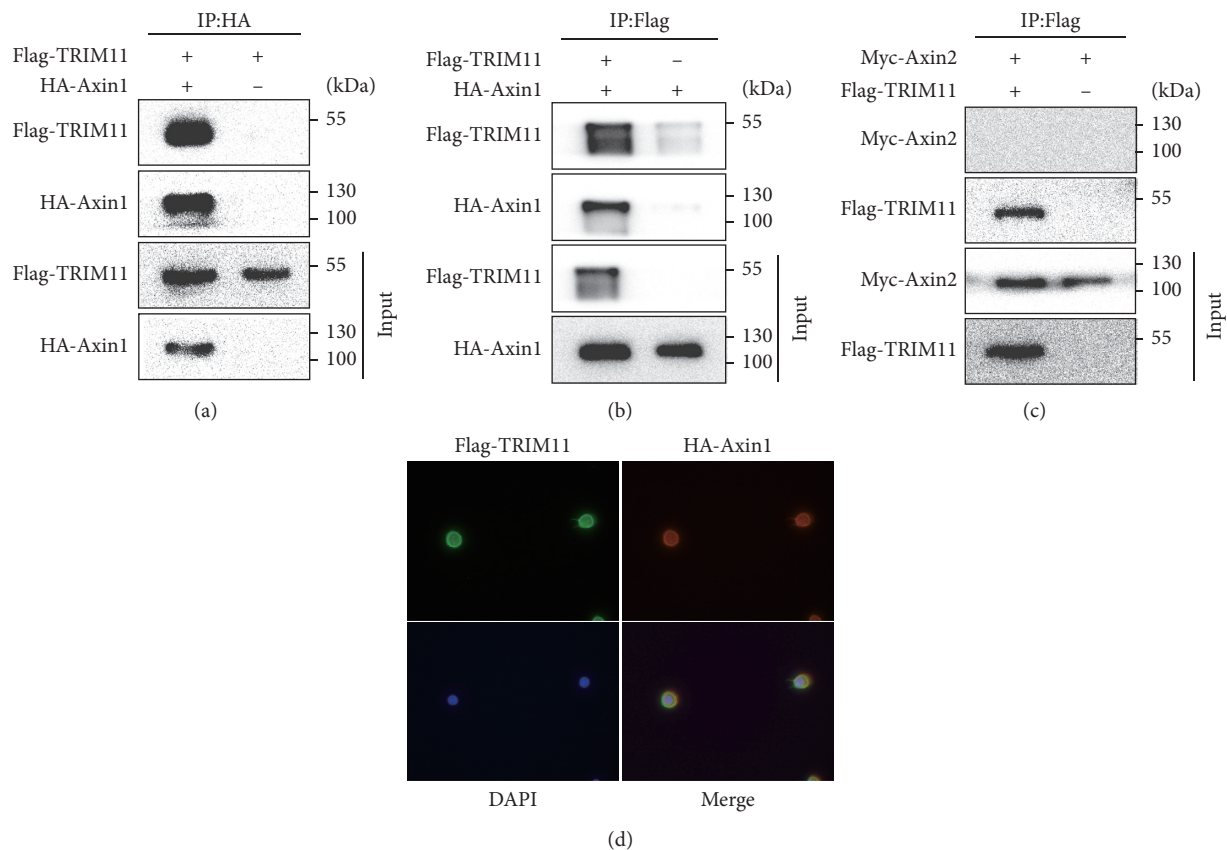 IP:HA
Flag-TRIM11 + +
HA-Axin1 + – (kDa)
Flag-TRIM11 55
HA-Axin1 130
100
Flag-TRIM11 55
HA-Axin1 130
100
Input
(a)
IP:Flag
Flag-TRIM11 + –
HA-Axin1 + + (kDa)
Flag-TRIM11 55
HA-Axin1 130
100
Flag-TRIM11 55
HA-Axin1 130
100
Input
(b)
IP:Flag
Myc-Axin2 + +
Flag-TRIM11 + – (kDa)
Myc-Axin2 130
100
Flag-TRIM11 55
Myc-Axin2 130
100
Flag-TRIM11 55
Input
(c)
Flag-TRIM11 HA-Axin1
DAPI Merge
(d)